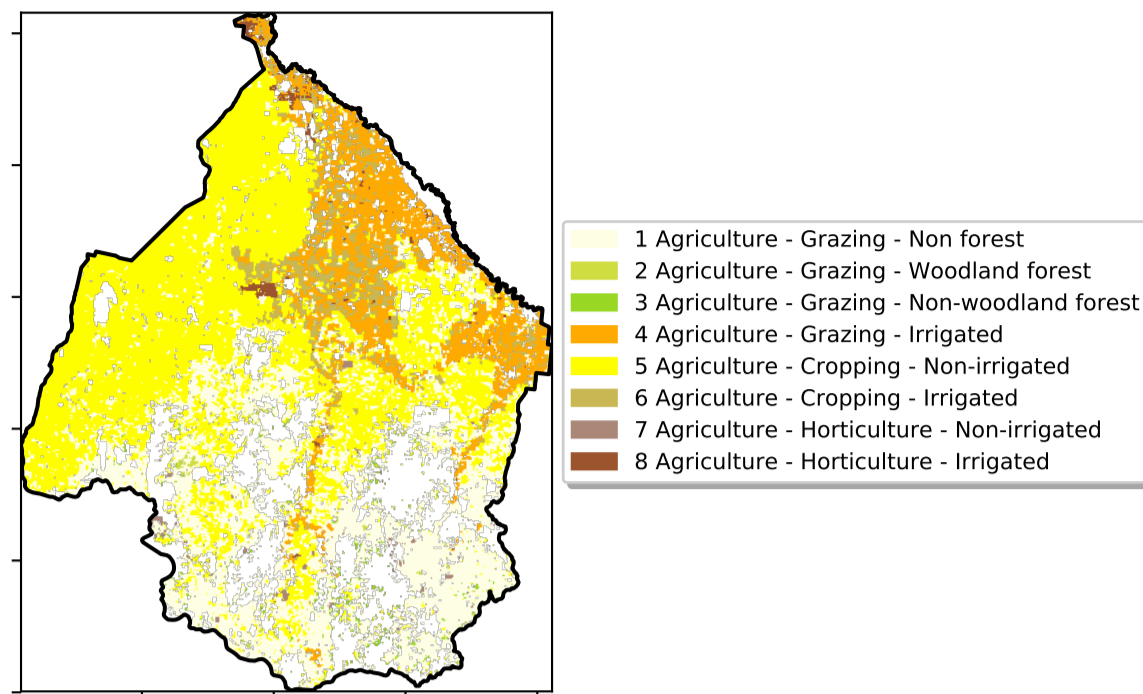 1 Agriculture - Grazing - Non forest
2 Agriculture - Grazing - Woodland forest
3 Agriculture - Grazing - Non-woodland forest
4 Agriculture - Grazing - Irrigated
5 Agriculture - Cropping - Non-irrigated
6 Agriculture - Cropping - Irrigated
7 Agriculture - Horticulture - Non-irrigated
8 Agriculture - Horticulture - Irrigated